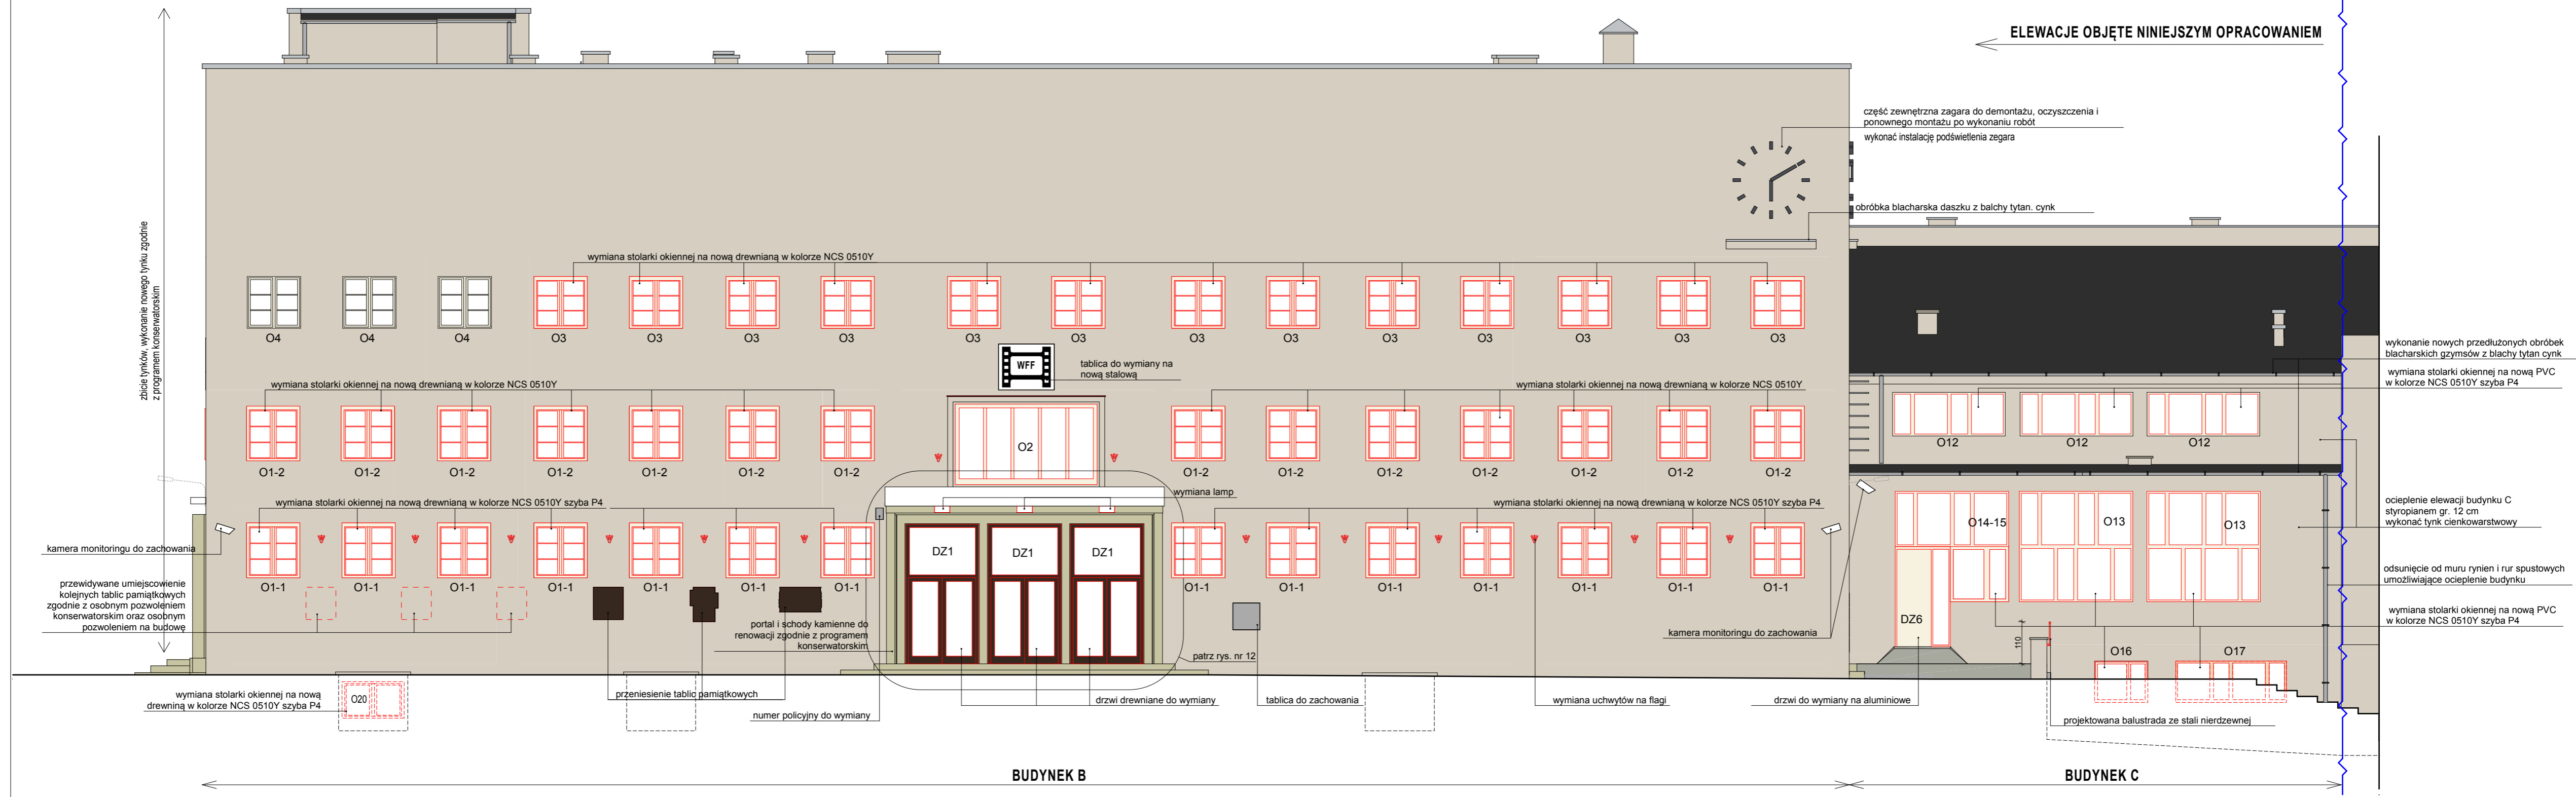 ELEWACJE OBJĘTE NINIEJSZYM OPRACOWANIEM
część zewnętrzna zagara do demontażu, oczyszczenia i
ponownego montażu po wykonaniu robót
wykonać instalację podświetlenia zegara
obróbka blacharska daszku z balchy tytan. cynk
zbicie tynków, wykonanie nowego tynku zgodnie
z programem konserwatorskim
wymiana stolarki okiennej na nową drewnianą w kolorze NCS 0510Y
O4 O4 O4 O3 O3 O3 O3 O3 O3 O3 O3 O3 O3 O3 O3 O3
WFF
tablica do wymiany na
nową stalową
wykonanie nowych przedłużonych obróbek
blacharskich gzymsów z blachy tytan cynk
wymiana stolarki okiennej na nową PVC
w kolorze NCS 0510Y szyba P4
wymiana stolarki okiennej na nową drewnianą w kolorze NCS 0510Y
wymiana stolarki okiennej na nową drewnianą w kolorze NCS 0510Y
O2
O12 O12 O12
O1-2 O1-2 O1-2 O1-2 O1-2 O1-2 O1-2 O1-2 O1-2 O1-2 O1-2 O1-2 O1-2 O1-2
wymiana lamp
wymiana stolarki okiennej na nową drewnianą w kolorze NCS 0510Y szyba P4
wymiana stolarki okiennej na nową drewnianą w kolorze NCS 0510Y szyba P4
ocieplenie elewacji budynku C
styropianem gr. 12 cm
wykonać tynk cienkowarstwowy
O14-15 O13 O13
kamera monitoringu do zachowania
DZ1 DZ1 DZ1
odsunięcie od muru rynien i rur spustowych
umożliwiające ocieplenie budynku
przewidywane umiejscowienie
kolejnych tablic pamiątkowych
zgodnie z osobnym pozwoleniem
konserwatorskim oraz osobnym
pozwoleniem na budowę
O1-1 O1-1 O1-1 O1-1 O1-1 O1-1 O1-1 O1-1 O1-1 O1-1 O1-1 O1-1 O1-1 O1-1
wymiana stolarki okiennej na nową PVC
w kolorze NCS 0510Y szyba P4
DZ6
portal i schody kamienne do
renowacji zgodnie z programem
konserwatorskim
kamera monitoringu do zachowania
110
patrz rys. nr 12
O16 O17
wymiana stolarki okiennej na nową
drewniną w kolorze NCS 0510Y szyba P4
O20
przeniesienie tablic pamiątkowych
numer policyjny do wymiany
drzwi drewniane do wymiany
tablica do zachowania
wymiana uchwytów na flagi
drzwi do wymiany na aluminiowe
projektowana balustrada ze stali nierdzewnej
BUDYNEK B
BUDYNEK C